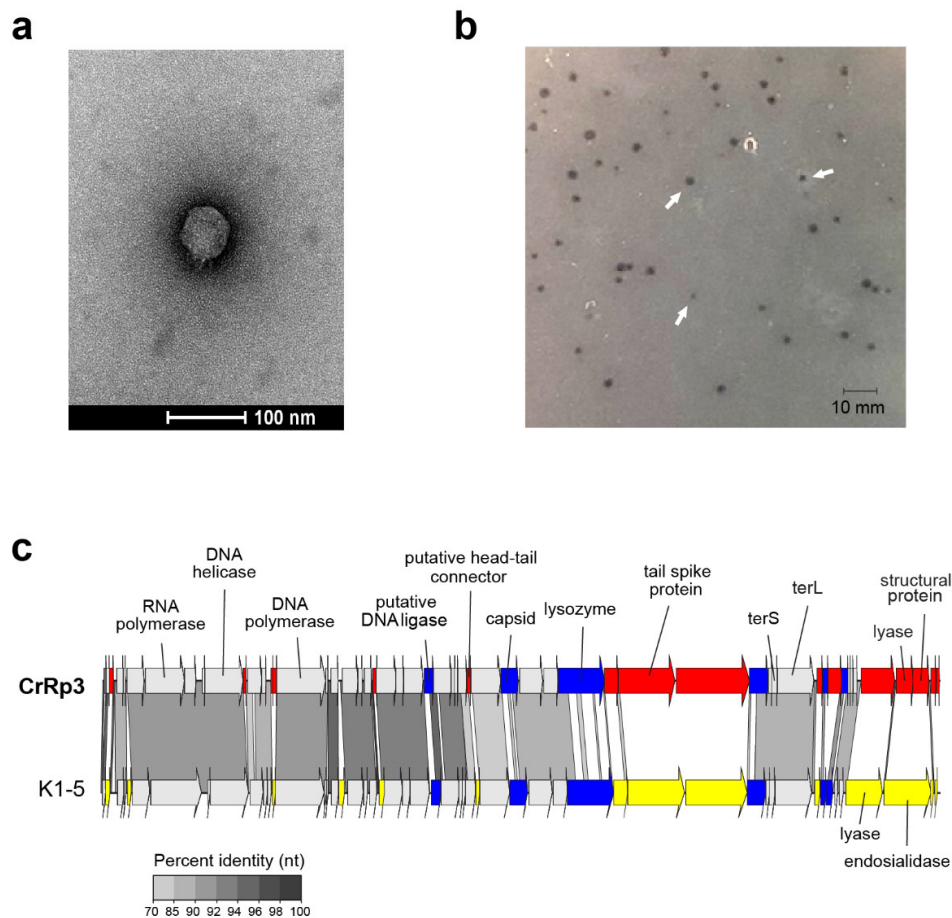 a
b
100 nm
10 mm
c
DNA
helicase
RNA
polymerase
DNA
polymerase
putative
DNA ligase
putative head-tail
connector
capsid
lysozyme
tail spike
protein
terS
terL
structural
protein
lyase
CrRp3
K1-5
lyase
endosialidase
Percent identity (nt)
70 85 90 92 94 96 98 100